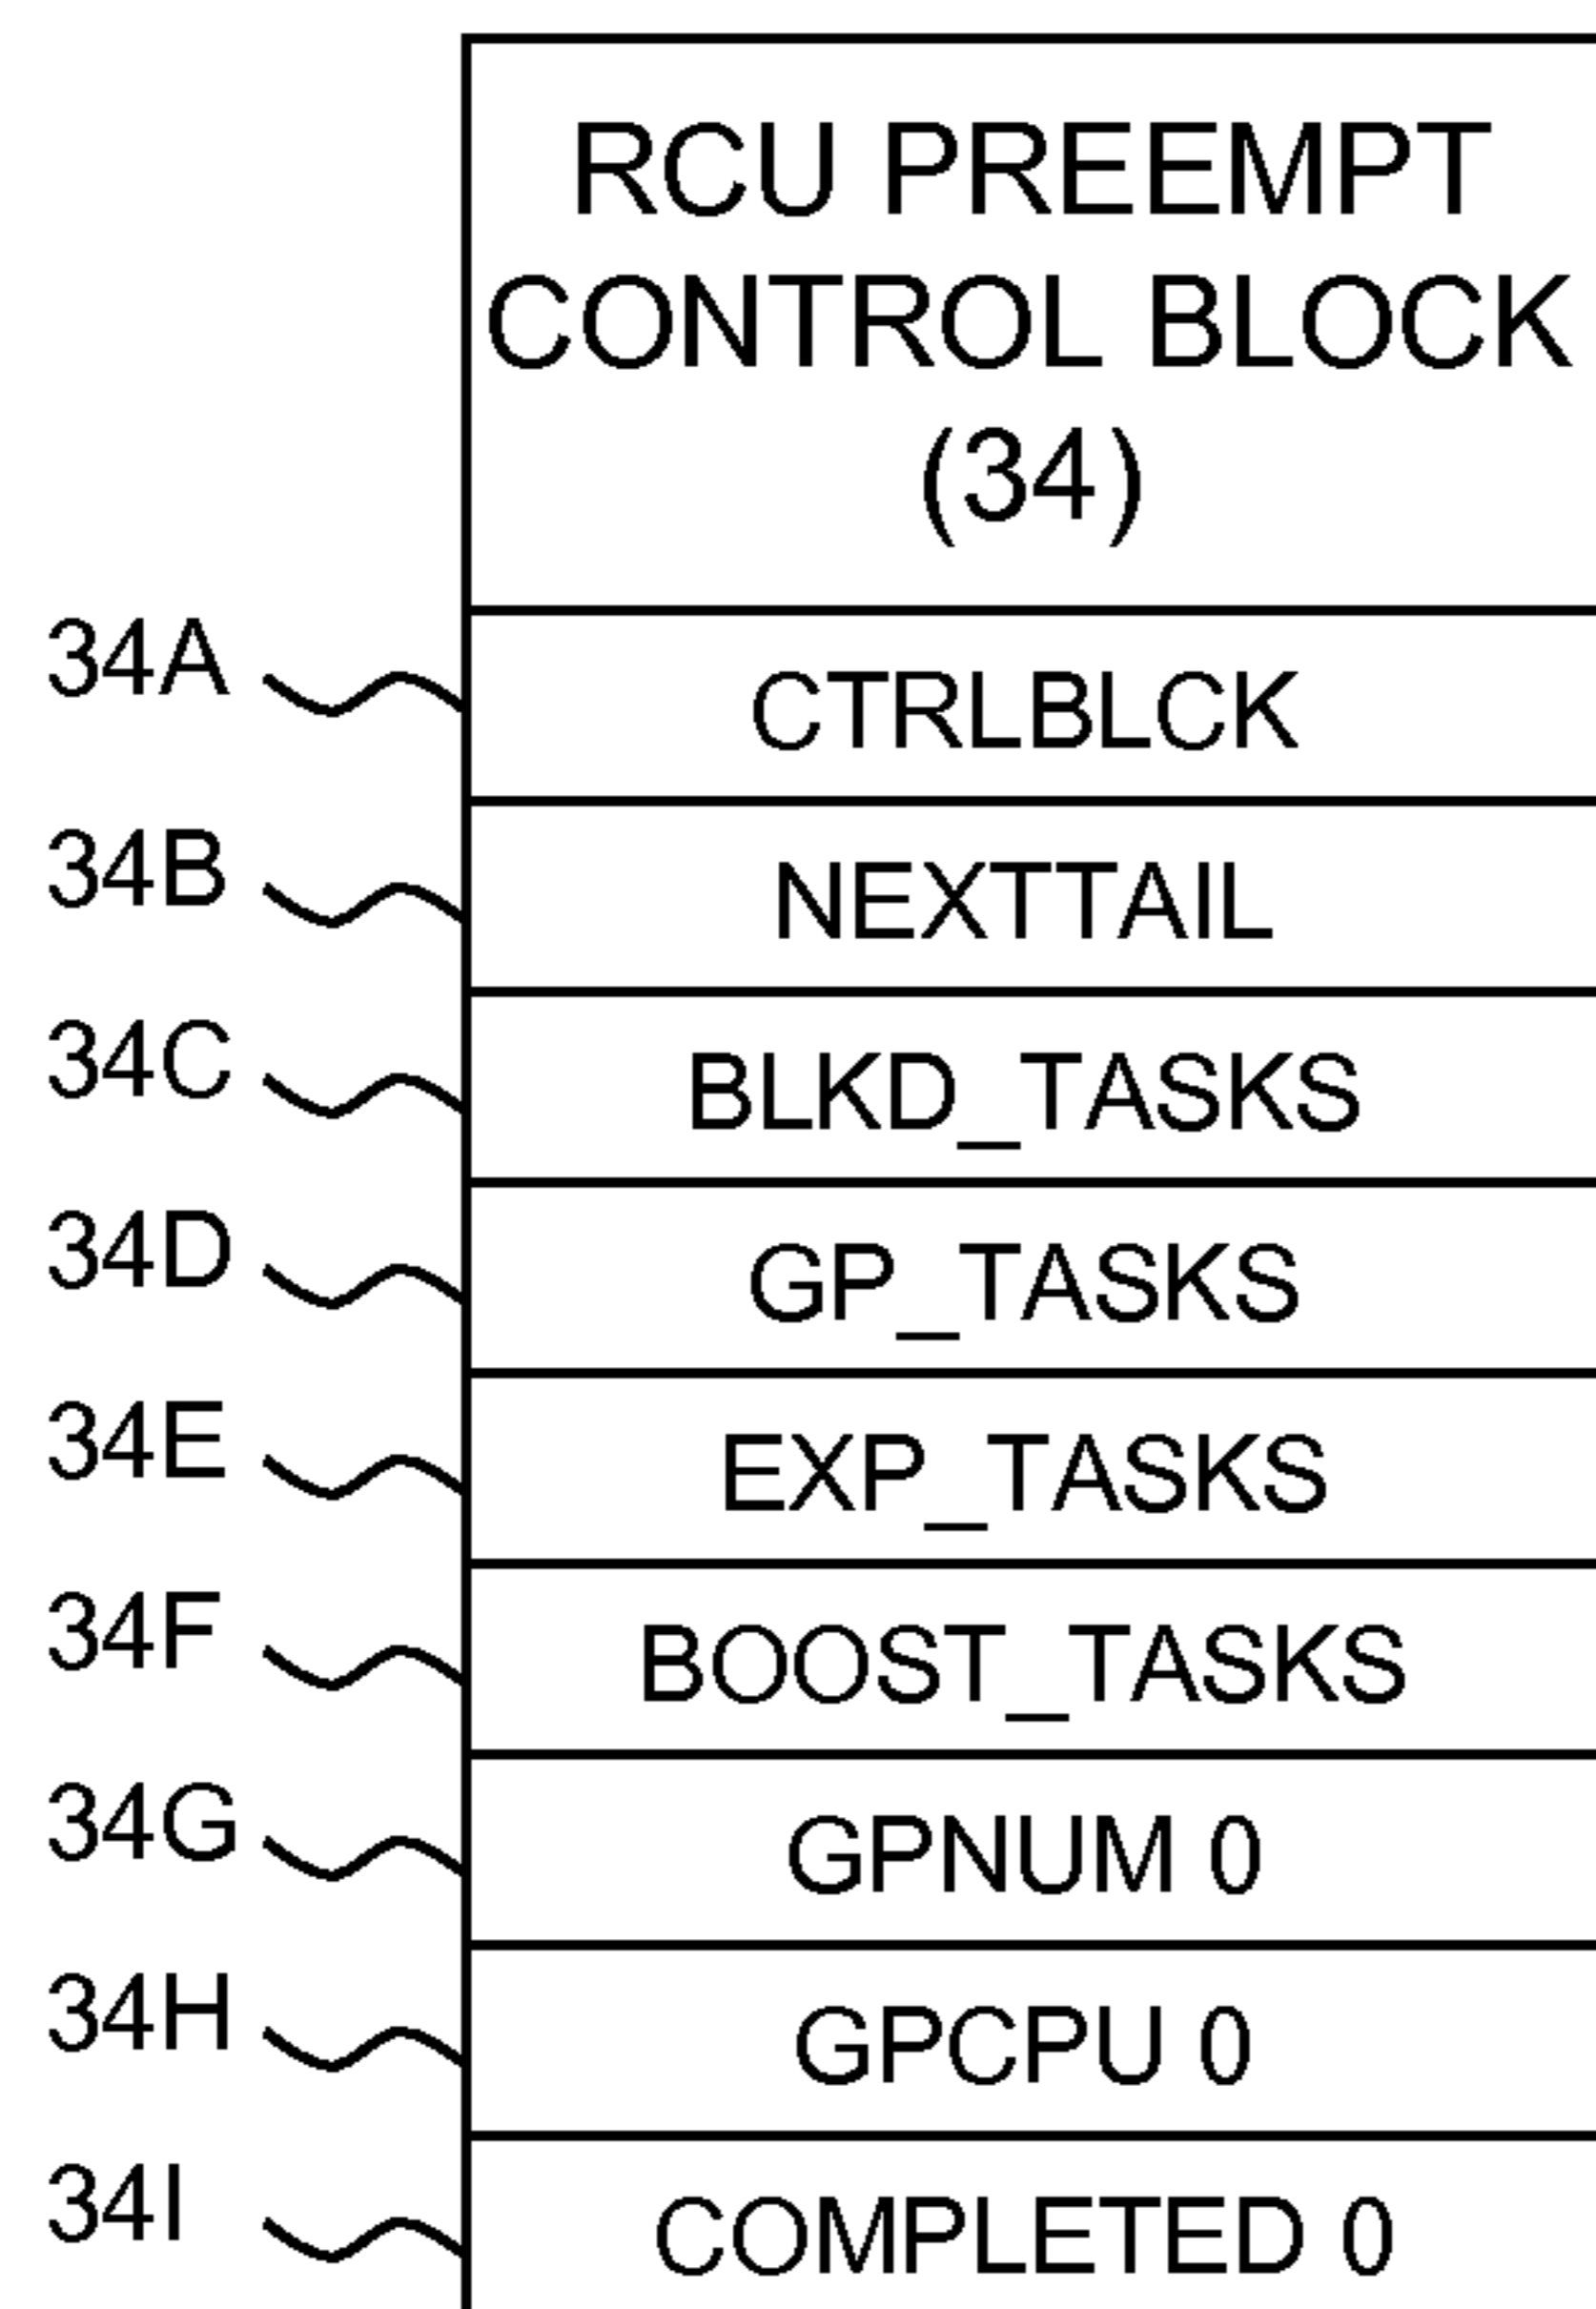 RCU PREEMPT
CONTROL BLOCK
(34)
34A CTRLBLCK
34B NEXTTAIL
34C BLKD_TASKS
34D GP_TASKS
34E EXP_TASKS
34F BOOST_TASKS
34G GPNUM 0
34H GPCPU 0
34I COMPLETED 0